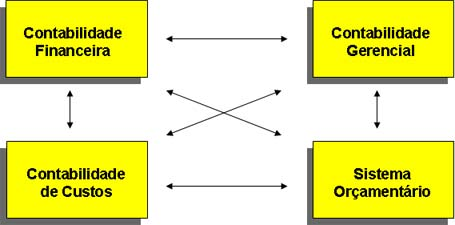 Contabilidade
Financeira
Contabilidade
Gerencial
Contabilidade
de Custos
Sistema
Orçamentário